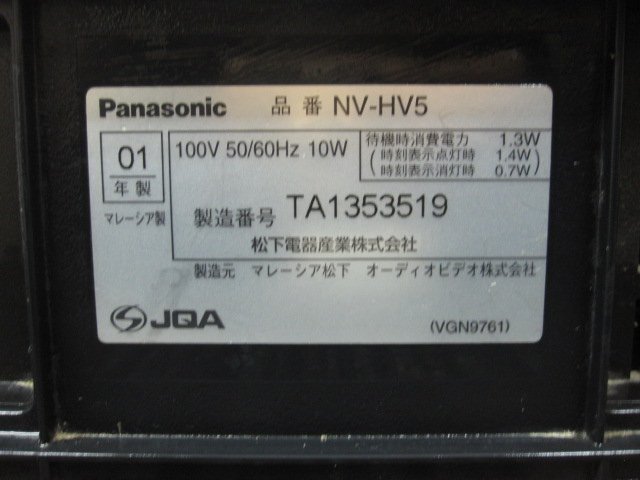 Panasonic 品番 NV-HV5
01
年製
マレーシア製
100V 50/60Hz 10W
待機時消費電力 1.3W
(時刻表示点灯時 1.4W
時刻表示消灯時 0.7W)
製造番号 TA1353519
松下電器産業株式会社
製造元 マレーシア松下 オーディオビデオ株式会社
JQA
(VGN9761)